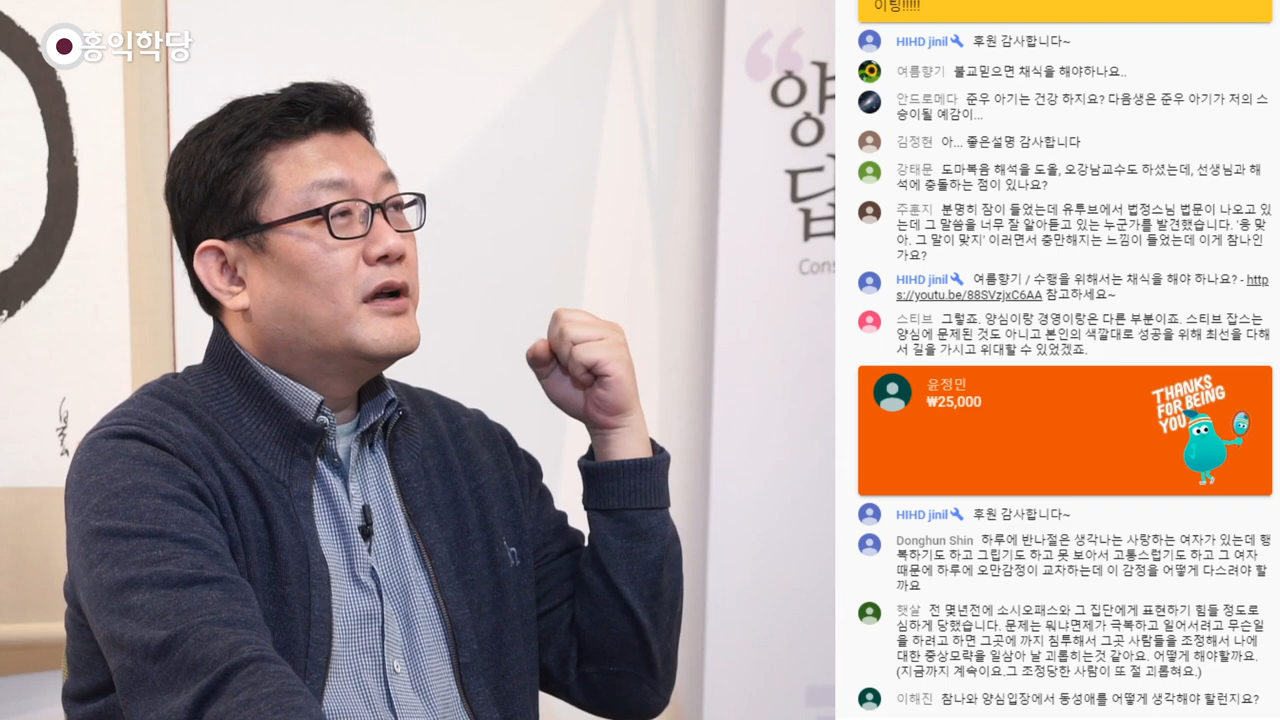 홍익학당
양
답
Cons
이팅!!!!!
HIHD jinil 후원 감사합니다~
여름향기 불교믿으면 채식을 해야하나요..
안드로메다 준우 아기는 건강 하지요? 다음생은 준우 아기가 저의 스
승이될 예감이...
김정현 아... 좋은설명 감사합니다
강태문 도마복음 해석을 도올, 오강남교수도 하셨는데, 선생님과 해
석에 충돌하는 점이 있나요?
주훈지 분명히 잠이 들었는데 유투브에서 법정스님 법문이 나오고 있
는데 그 말씀을 너무 잘 알아듣고 있는 누군가를 발견했습니다. '응 맞
아. 그 말이 맞지' 이러면서 충만해지는 느낌이 들었는데 이게 참나인
가요?
HIHD jinil 여름향기 / 수행을 위해서는 채식을 해야 하나요? - http
s://youtu.be/88SVzjxC6AA 참고하세요~
스티브 그렇죠. 양심이랑 경영이랑은 다른 부분이죠. 스티브 잡스는
양심에 문제된 것도 아니고 본인의 색깔대로 성공을 위해 최선을 다해
서 길을 가시고 위대할 수 있었겠죠.
윤정민
₩25,000
THANKS
FOR BEING
YOU
HIHD jinil 후원 감사합니다~
Donghun Shin 하루에 반나절은 생각나는 사랑하는 여자가 있는데 행
복하기도 하고 그립기도 하고 못 보아서 고통스럽기도 하고 그 여자
때문에 하루에 오만감정이 교차하는데 이 감정을 어떻게 다스려야 할
까요
햇살 전 몇년전에 소시오패스와 그 집단에게 표현하기 힘들 정도로
심하게 당했습니다. 문제는 뭐냐면제가 극복하고 일어서려고 무슨일
을 하려고 하면 그곳에 까지 침투해서 그곳 사람들을 조정해서 나에
대한 중상모략을 일삼아 날 괴롭히는것 같아요. 어떻게 해야할까요.
(지금까지 계속이요.그 조정당한 사람이 또 절 괴롭혀요.)
이해진 참나와 양심입장에서 동성애를 어떻게 생각해야 할런지요?